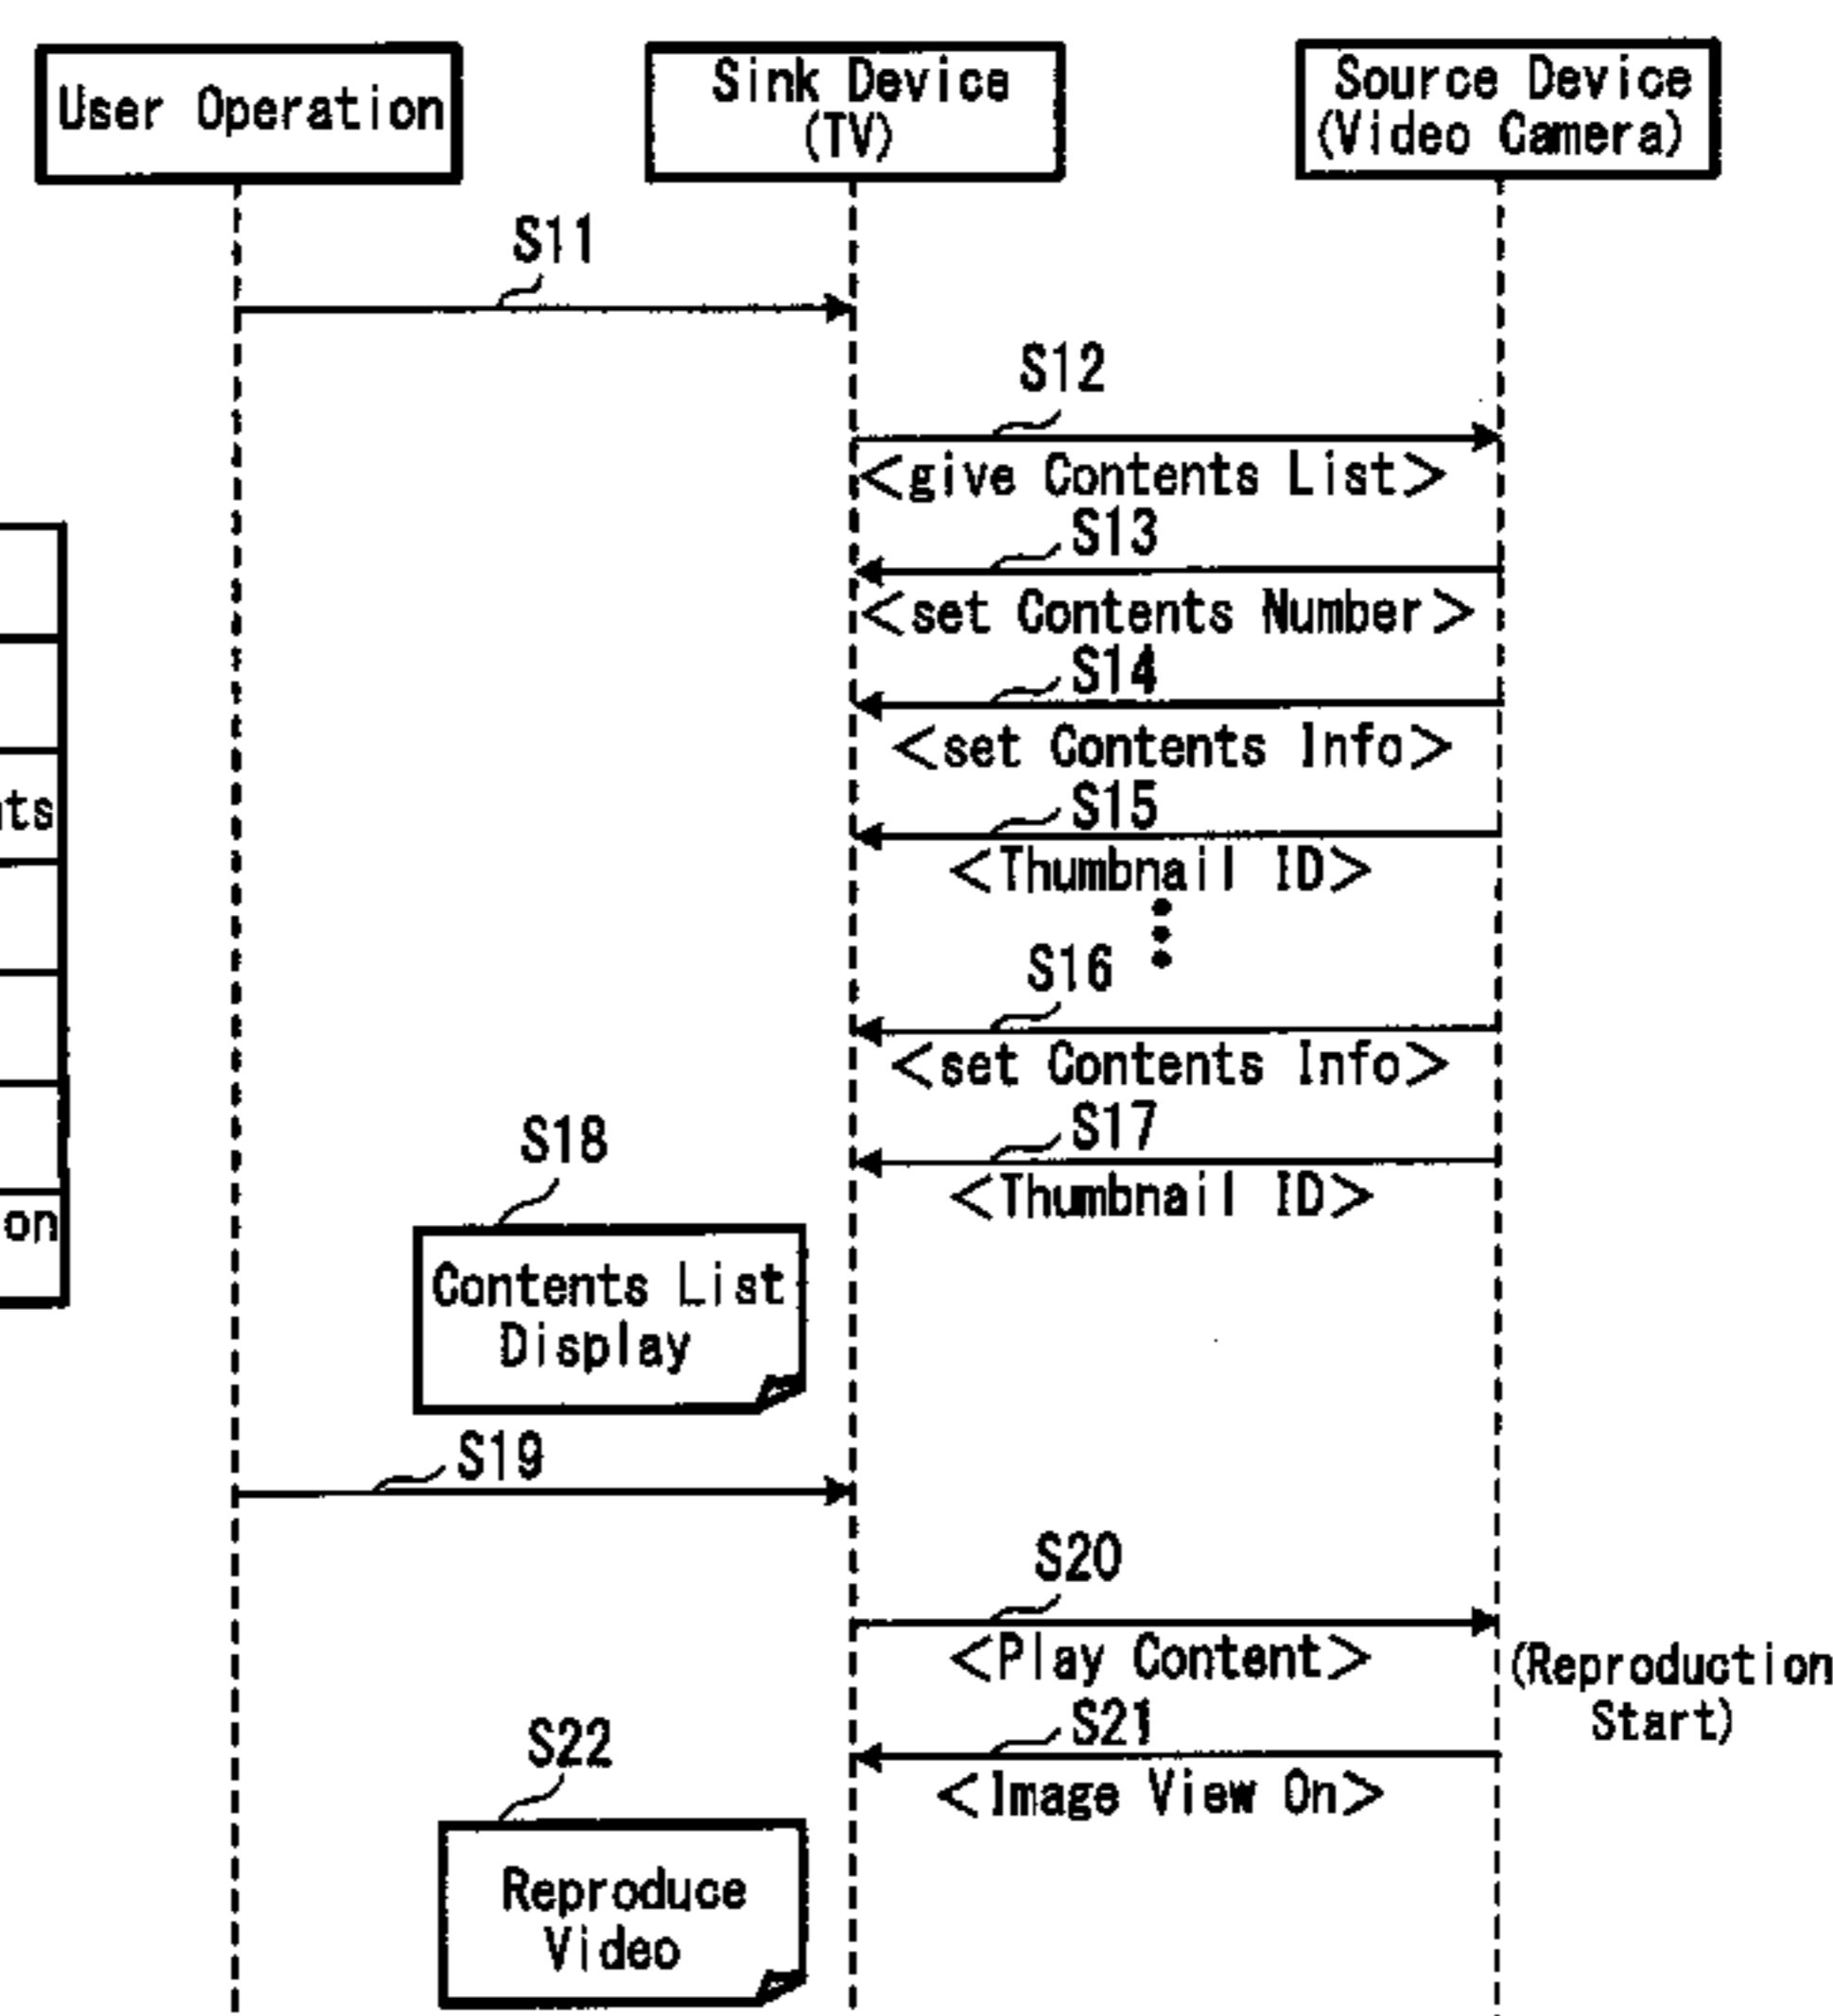 User Operation
Sink Device
(TV)
Source Device
(Video Camera)
S11
S12
<give Contents List>
S13
<set Contents Number>
S14
<set Contents Info>
S15
<Thumbnail ID>
S16
<set Contents Info>
S17
<Thumbnail ID>
S18
Contents List
Display
S19
S20
<Play Content>
(Reproduction
Start)
S21
<Image View On>
S22
Reproduce
Video
nts
on